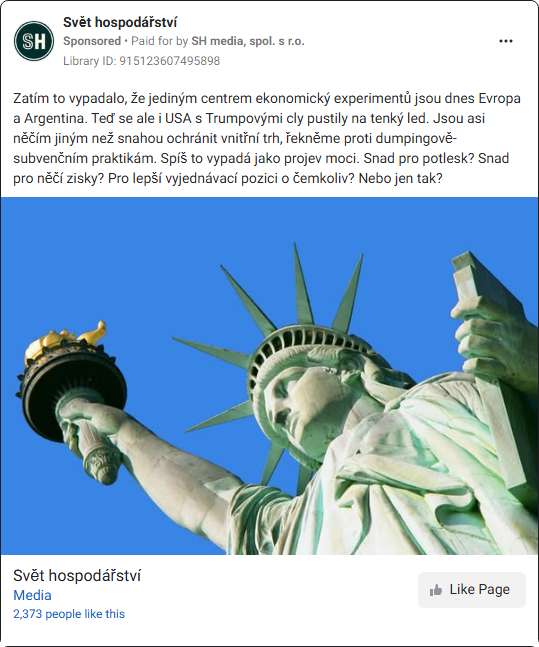 SH
Svět hospodářství
Sponsored • Paid for by SH media, spol. s r.o.
Library ID: 915123607495898
Zatím to vypadalo, že jediným centrem ekonomický experimentů jsou dnes Evropa
a Argentina. Teď se ale i USA s Trumpovými cly pustily na tenký led. Jsou asi
něčím jiným než snahou ochránit vnitřní trh, řekněme proti dumpingově-
subvenčním praktikám. Spíš to vypadá jako projev moci. Snad pro potlesk? Snad
pro něčí zisky? Pro lepší vyjednávací pozici o čemkoliv? Nebo jen tak?
Svět hospodářství
Media
2,373 people like this
Like Page